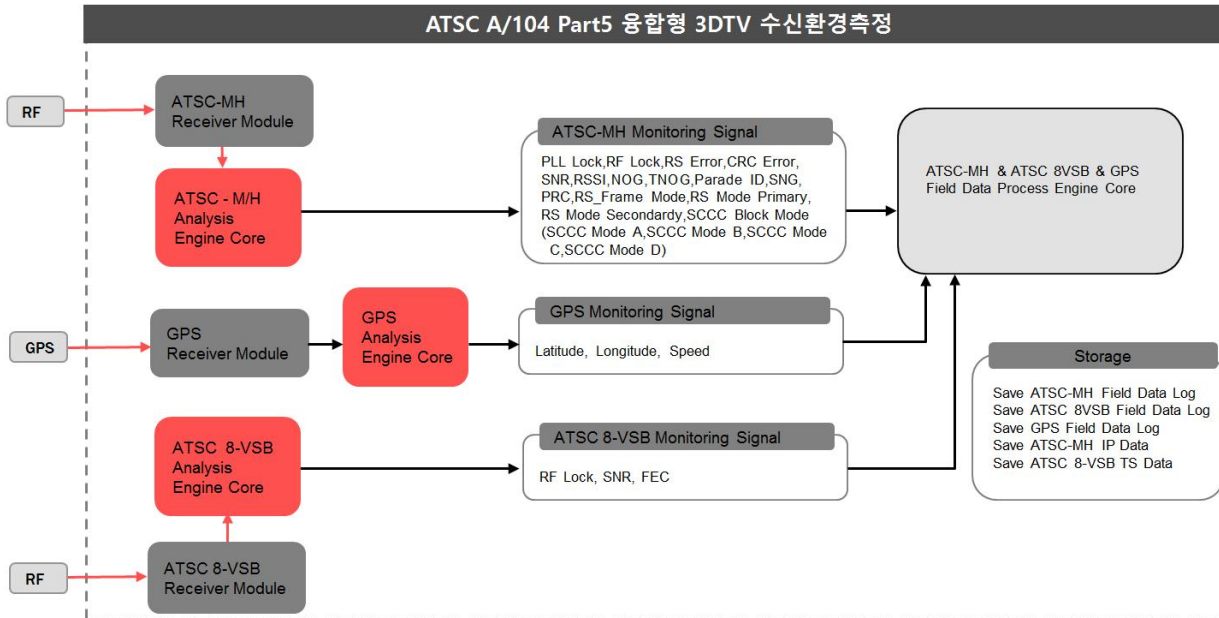 ATSC A/104 Part5 융합형 3DTV 수신환경측정
RF
ATSC-MH
Receiver Module
ATSC - M/H
Analysis
Engine Core
ATSC-MH Monitoring Signal
PLL Lock,RF Lock,RS Error,CRC Error,
SNR,RSSI,NOG,TNOG,Parade ID,SNG,
PRC,RS_Frame Mode,RS Mode Primary,
RS Mode Secondardy,SCCC Block Mode
(SCCC Mode A,SCCC Mode B,SCCC Mode
C,SCCC Mode D)
ATSC-MH & ATSC 8VSB & GPS
Field Data Process Engine Core
GPS
GPS
Receiver Module
GPS
Analysis
Engine Core
GPS Monitoring Signal
Latitude, Longitude, Speed
Storage
Save ATSC-MH Field Data Log
Save ATSC 8VSB Field Data Log
Save GPS Field Data Log
Save ATSC-MH IP Data
Save ATSC 8-VSB TS Data
ATSC 8-VSB
Analysis
Engine Core
ATSC 8-VSB Monitoring Signal
RF Lock, SNR, FEC
RF
ATSC 8-VSB
Receiver Module